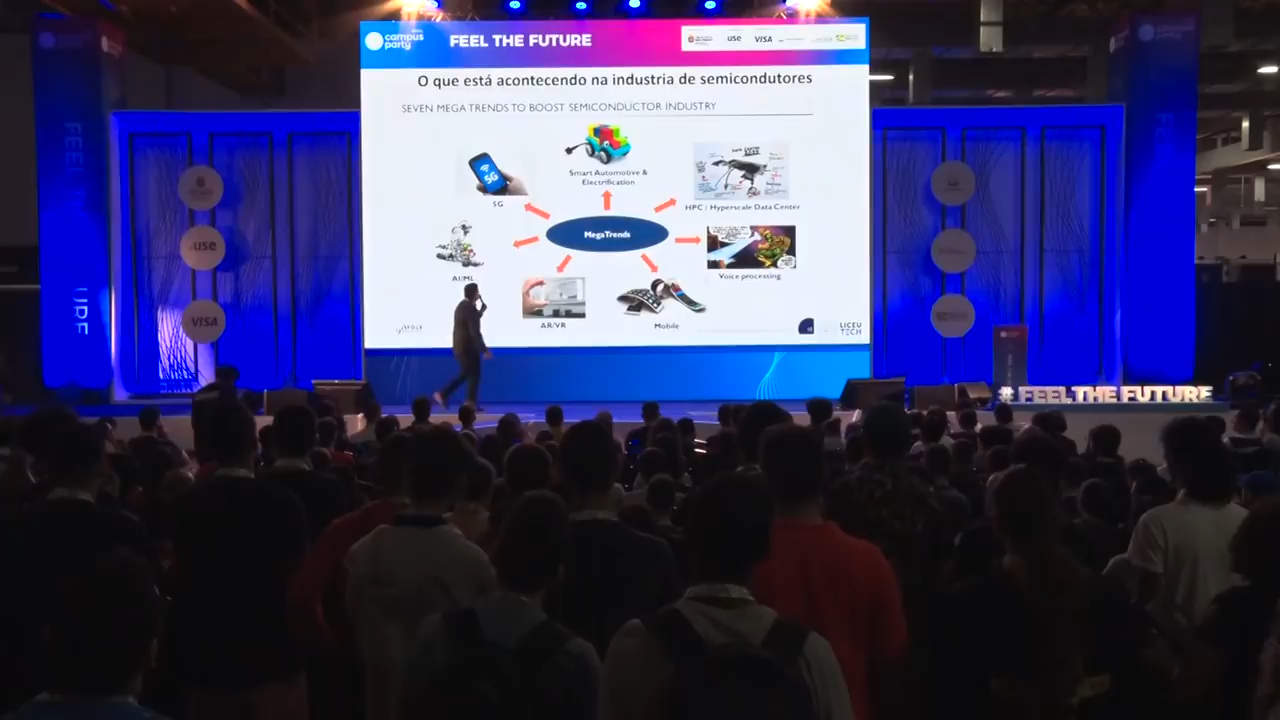 campus
party
FEEL THE FUTURE
use
VISA
O que está acontecendo na industria de semicondutores
SEVEN MEGA TRENDS TO BOOST SEMICONDUCTOR INDUSTRY
5G
Smart Automotive &
Electrification
5G
HPC / Hyperscale Data Center
MegaTrends
AI/ML
Voice processing
AR/VR
Mobile
LICEU
TECH
use
VISA
# FEEL THE FUTURE